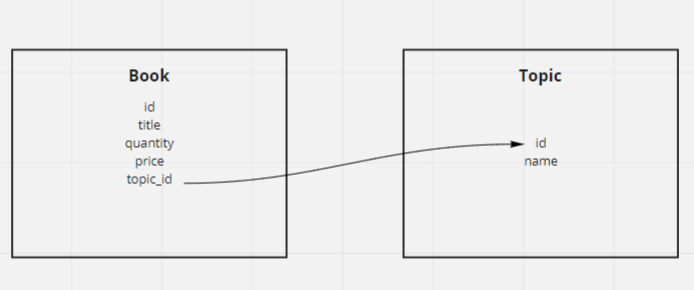 Book
id
title
quantity
price
topic_id
Topic
id
name